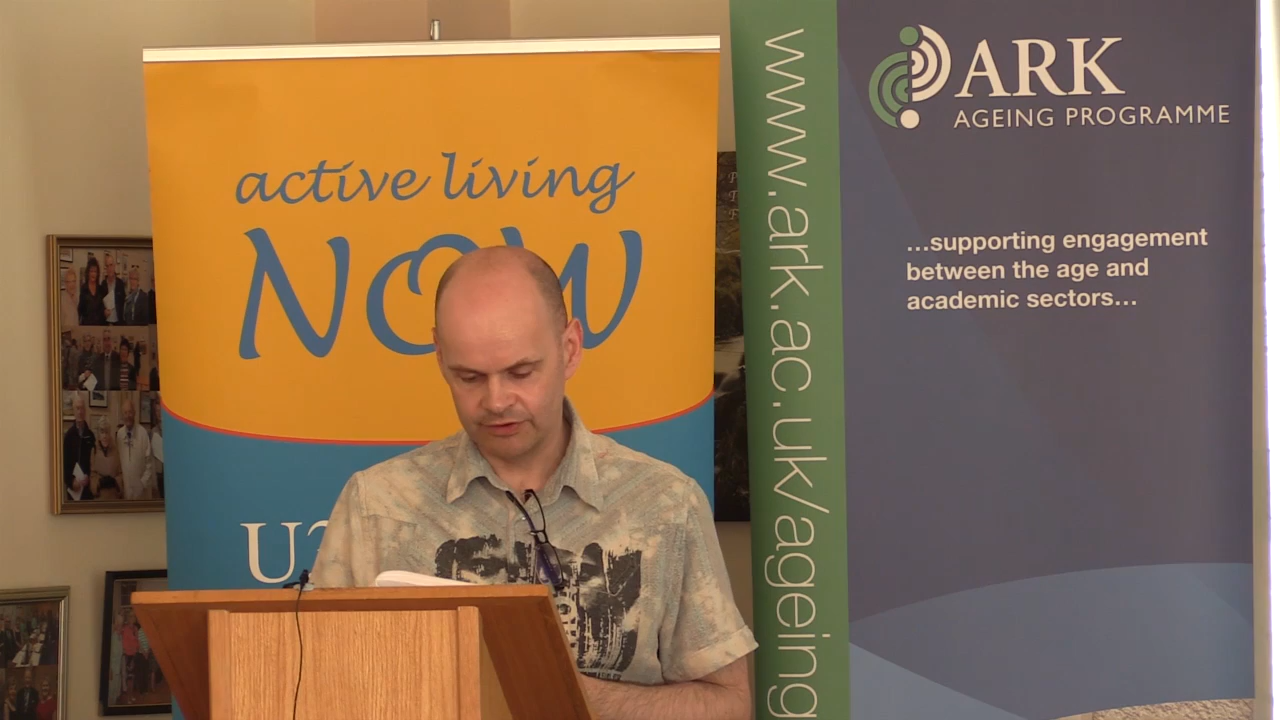 active living
NOW
www.ark.ac.uk/ageing
ARK
AGEING PROGRAMME
...supporting engagement
between the age and
academic sectors...